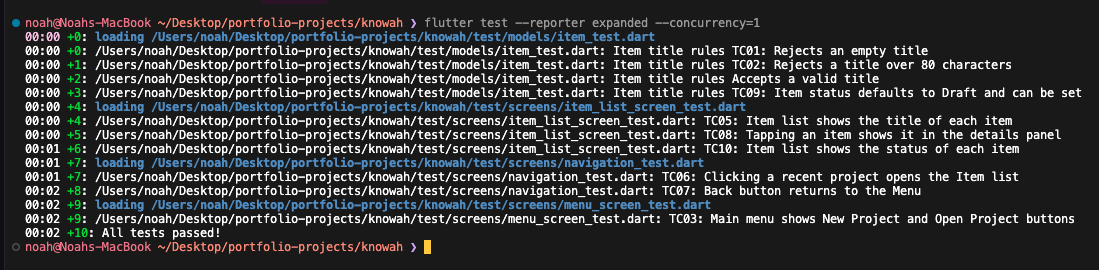 noah@Noahs-MacBook ~/Desktop/portfolio-projects/knowah ❯ flutter test --reporter expanded --concurrency=1
00:00 +0: loading /Users/noah/Desktop/portfolio-projects/knowah/test/models/item_test.dart
00:00 +0: /Users/noah/Desktop/portfolio-projects/knowah/test/models/item_test.dart: Item title rules TC01: Rejects an empty title
00:00 +1: /Users/noah/Desktop/portfolio-projects/knowah/test/models/item_test.dart: Item title rules TC02: Rejects a title over 80 characters
00:00 +2: /Users/noah/Desktop/portfolio-projects/knowah/test/models/item_test.dart: Item title rules Accepts a valid title
00:00 +3: /Users/noah/Desktop/portfolio-projects/knowah/test/models/item_test.dart: Item title rules TC09: Item status defaults to Draft and can be set
00:00 +4: loading /Users/noah/Desktop/portfolio-projects/knowah/test/screens/item_list_screen_test.dart
00:00 +4: /Users/noah/Desktop/portfolio-projects/knowah/test/screens/item_list_screen_test.dart: TC05: Item list shows the title of each item
00:00 +5: /Users/noah/Desktop/portfolio-projects/knowah/test/screens/item_list_screen_test.dart: TC08: Tapping an item shows it in the details panel
00:01 +6: /Users/noah/Desktop/portfolio-projects/knowah/test/screens/item_list_screen_test.dart: TC10: Item list shows the status of each item
00:01 +7: loading /Users/noah/Desktop/portfolio-projects/knowah/test/screens/navigation_test.dart
00:01 +7: /Users/noah/Desktop/portfolio-projects/knowah/test/screens/navigation_test.dart: TC06: Clicking a recent project opens the Item list
00:02 +8: /Users/noah/Desktop/portfolio-projects/knowah/test/screens/navigation_test.dart: TC07: Back button returns to the Menu
00:02 +9: loading /Users/noah/Desktop/portfolio-projects/knowah/test/screens/menu_screen_test.dart
00:02 +9: /Users/noah/Desktop/portfolio-projects/knowah/test/screens/menu_screen_test.dart: TC03: Main menu shows New Project and Open Project buttons
00:02 +10: All tests passed!
noah@Noahs-MacBook ~/Desktop/portfolio-projects/knowah ❯